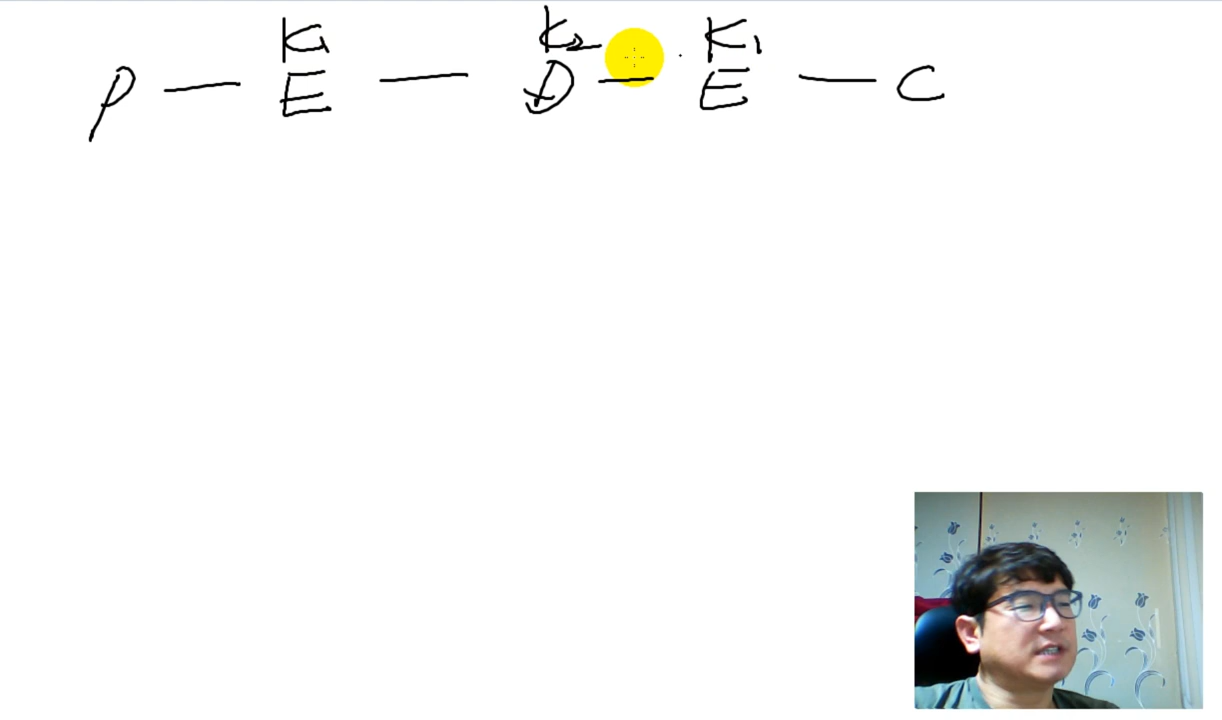 K1 K2 K1
P — E — D — E — C